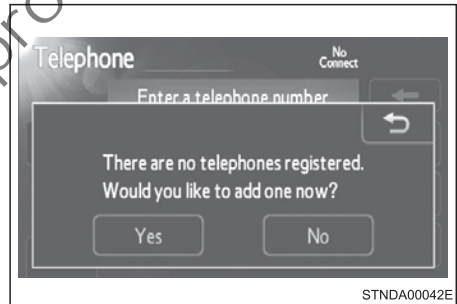 Telephone
No
Connect
Enter a telephone number
There are no telephones registered.
Would you like to add one now?
Yes
No
STNDA00042E